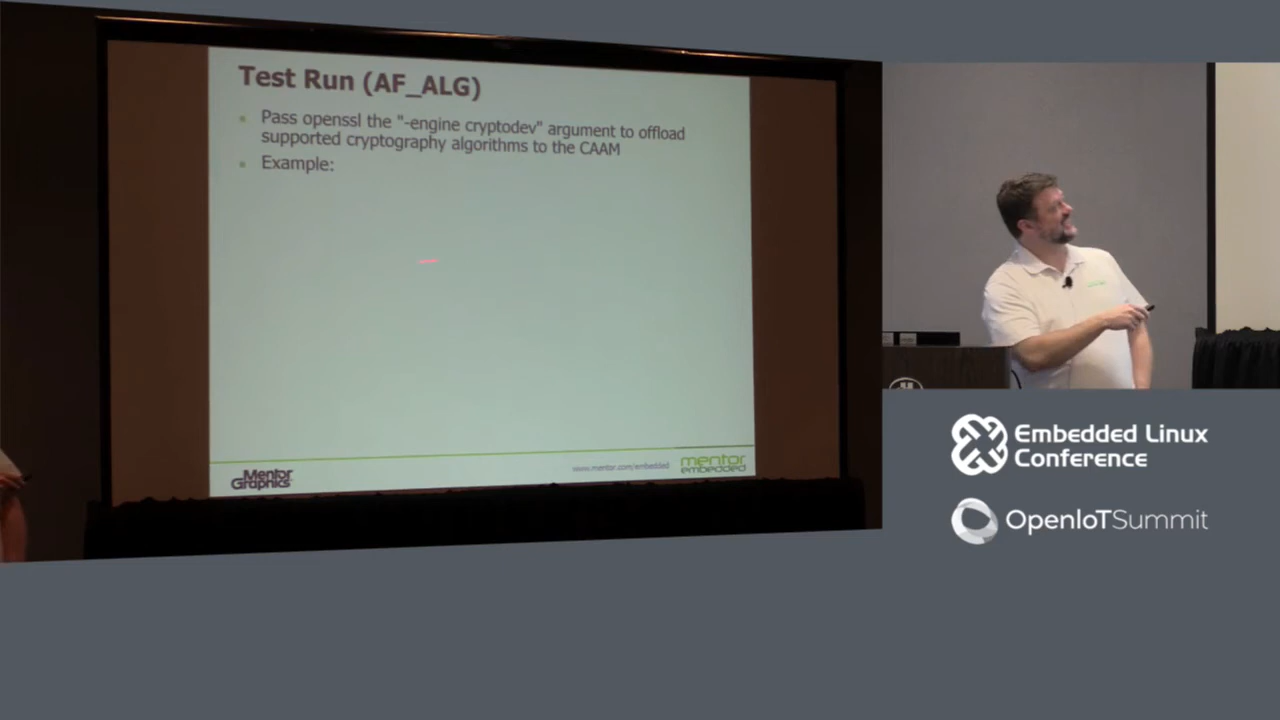 Test Run (AF_ALG)
Pass openssl the "-engine cryptodev" argument to offload
supported cryptography algorithms to the CAAM
Example:
Mentor
Graphics
www.mentor.com/embedded
mentor
embedded
Embedded Linux
Conference
OpenIoTSummit